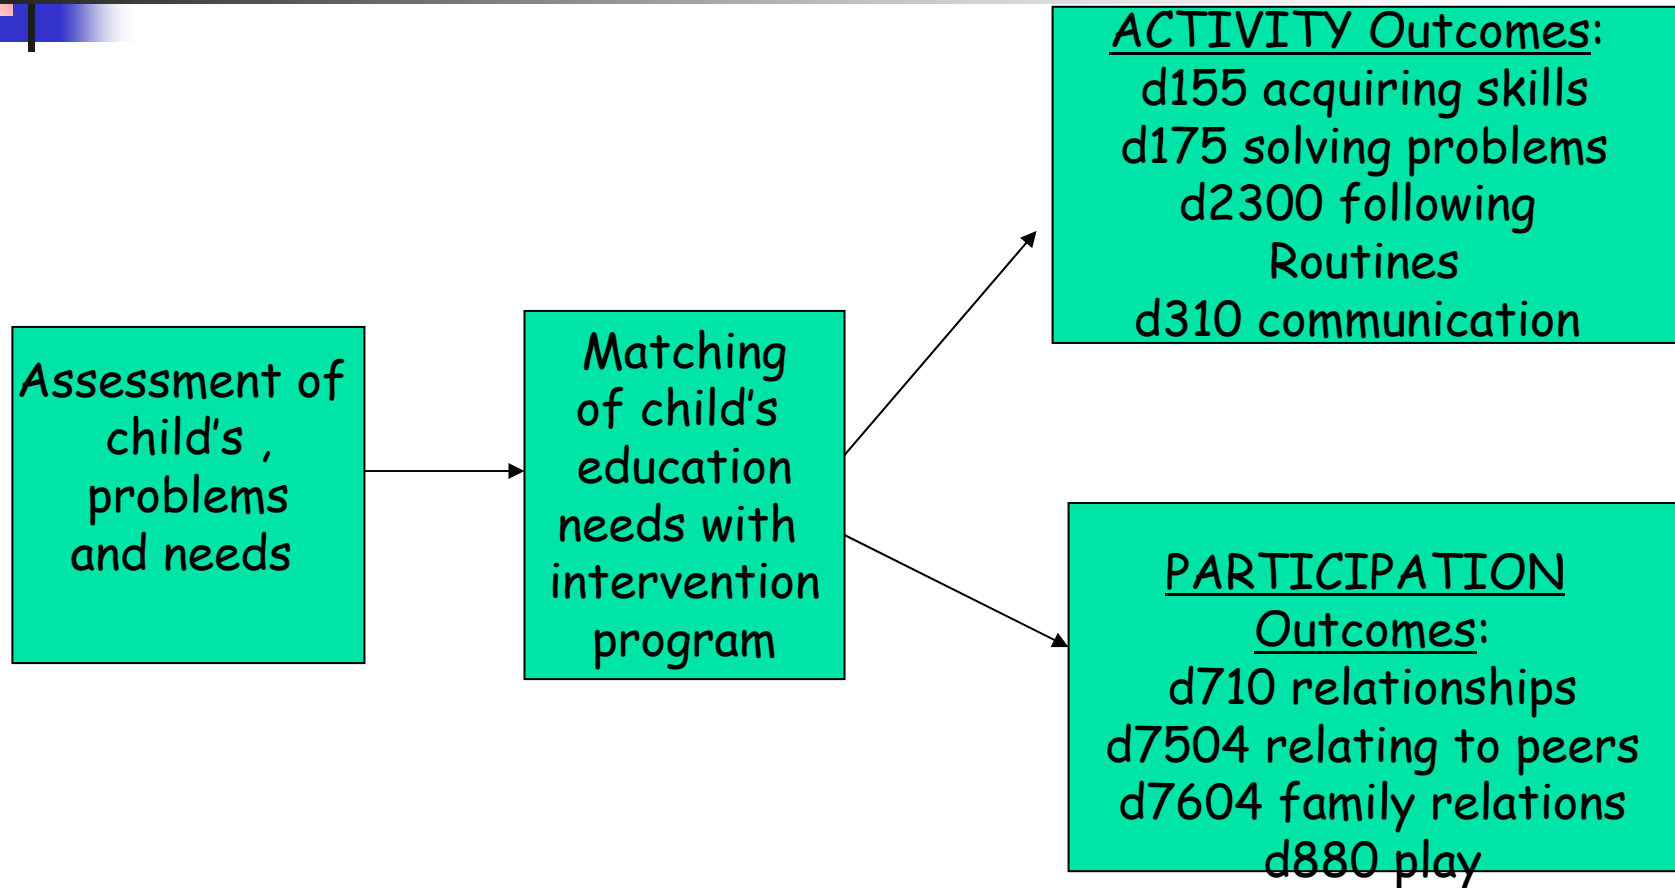 Assessment of
child's ,
problems
and needs
Matching
of child's
education
needs with
intervention
program
ACTIVITY Outcomes:
d155 acquiring skills
d175 solving problems
d2300 following
Routines
d310 communication
PARTICIPATION
Outcomes:
d710 relationships
d7504 relating to peers
d7604 family relations
d880 play